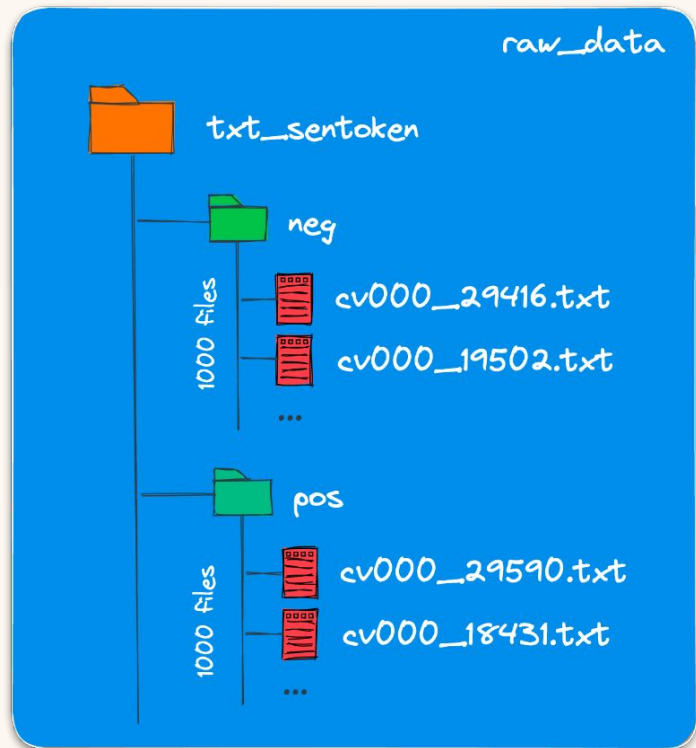 raw_data
txt_sentoken
neg
1000 files
cv000_29416.txt
cv000_19502.txt
...
pos
1000 files
cv000_29590.txt
cv000_18431.txt
...